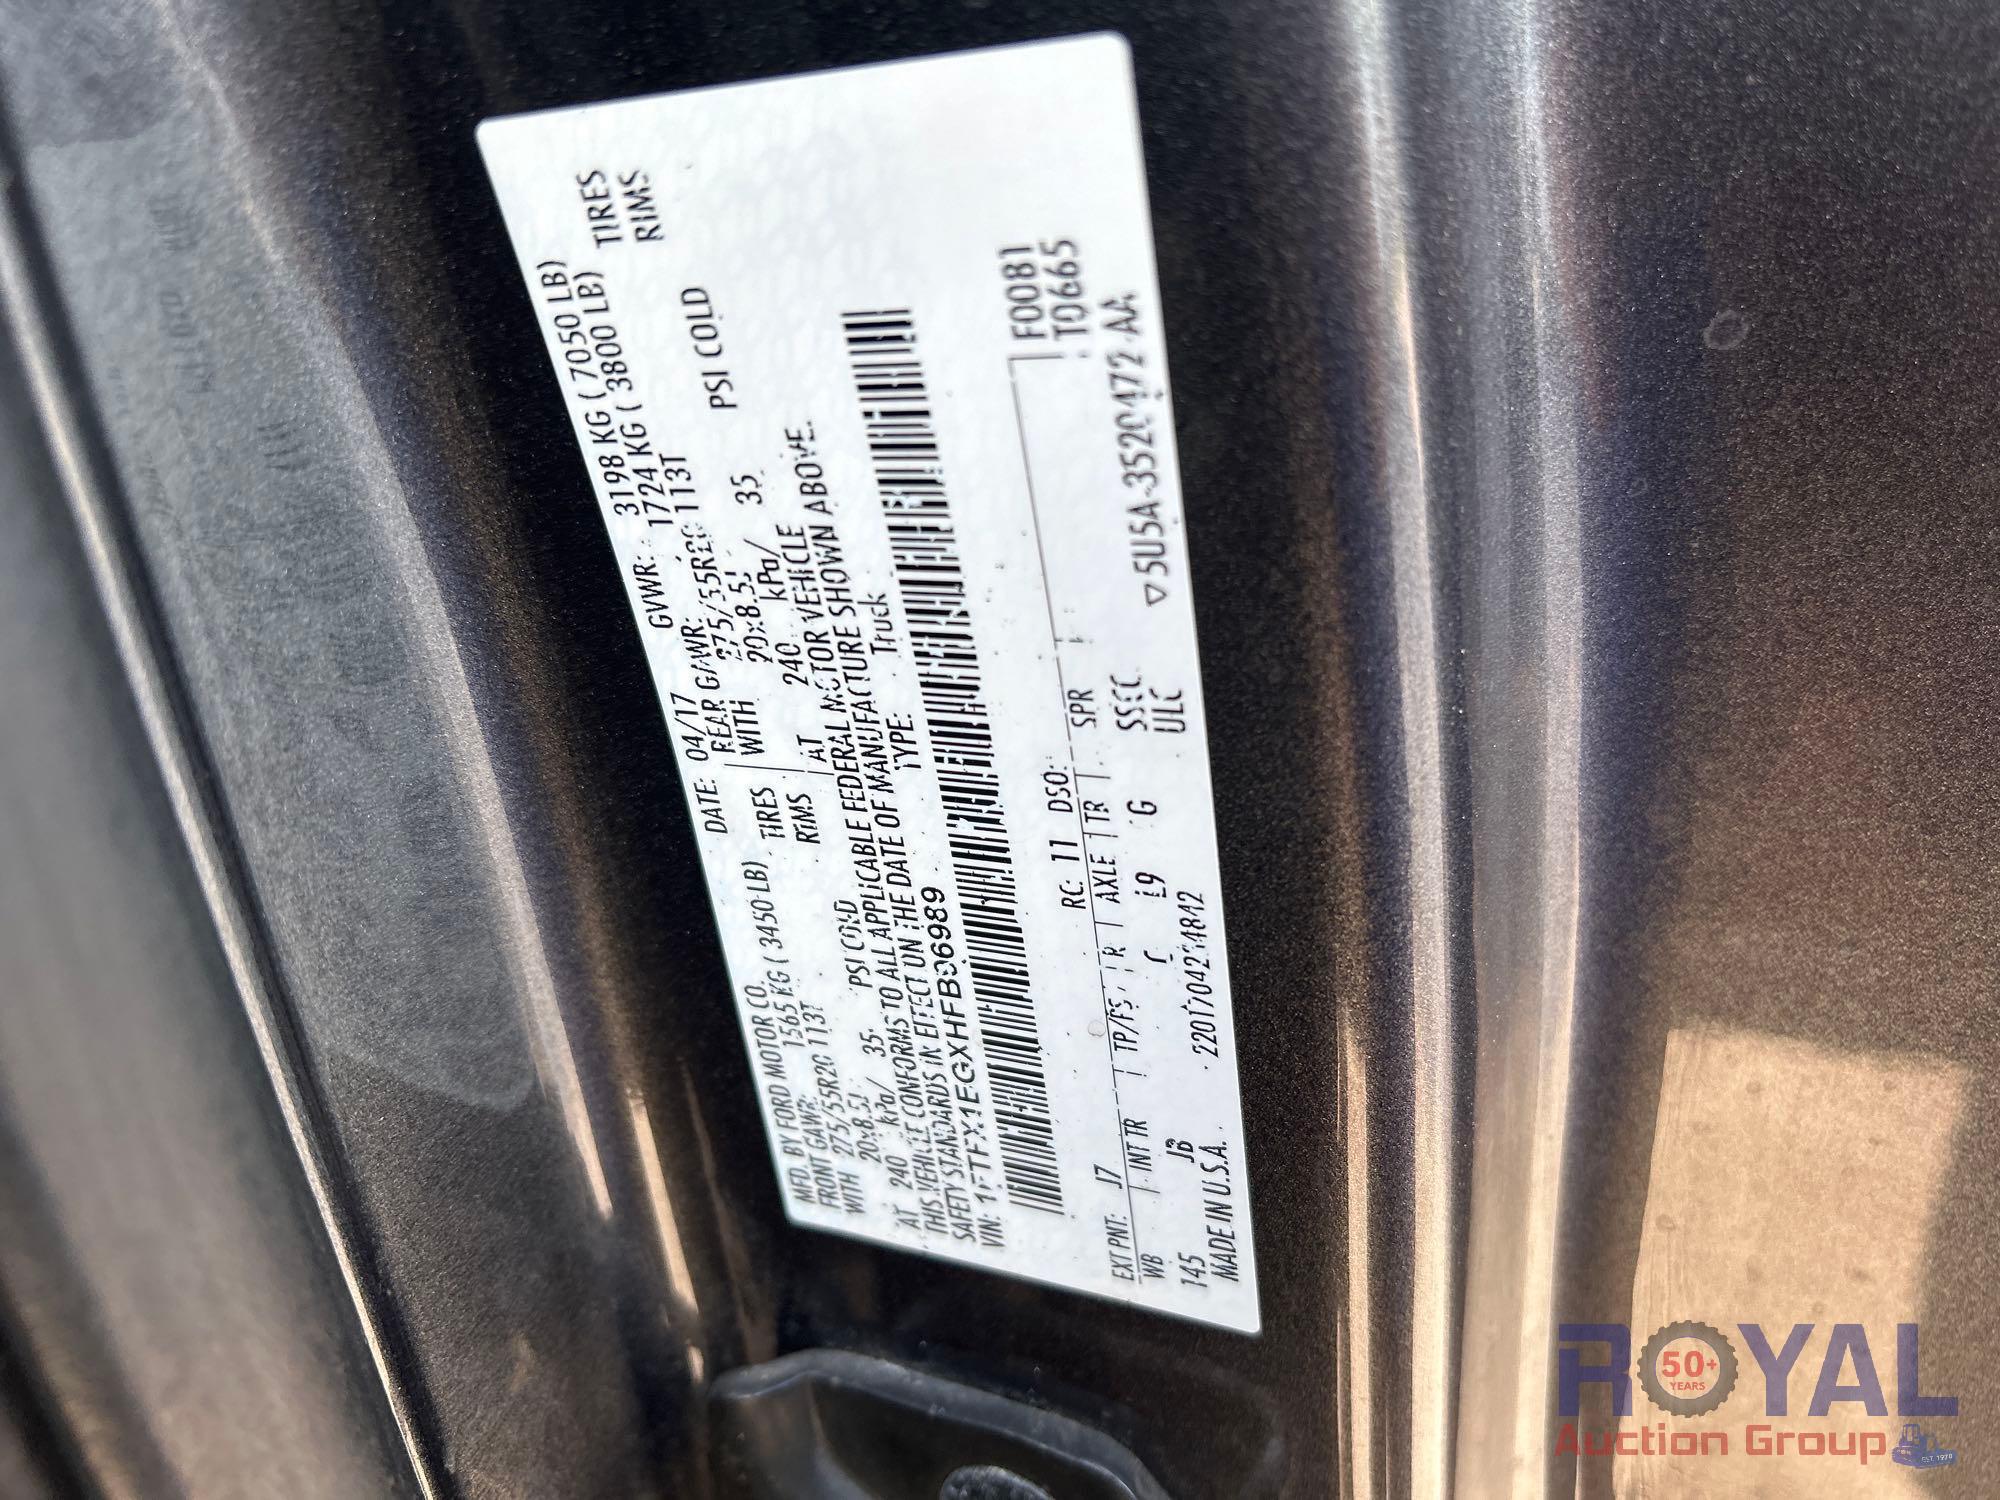 MFD. BY FORD MOTOR CO.
DATE: 04/17 GVWR: 3198 KG ( 7050 LB)
FRONT GAWR: 1565 KG ( 3450 LB)
REAR GAWR: 1724 KG ( 3800 LB)
WITH 275/55R20 113T TIRES
WITH 275/55R20 113T TIRES
20x8.5J RIMS
20x8.5J RIMS
AT 240 kPa/ 35 PSI COLD
AT 240 kPa/ 35 PSI COLD
THIS VEHICLE CONFORMS TO ALL APPLICABLE FEDERAL MOTOR VEHICLE
SAFETY STANDARDS IN EFFECT ON THE DATE OF MANUFACTURE SHOWN ABOVE.
VIN: 1FTFX1EGXHFB96989 TYPE: Truck
F0081
T0665
EXT PNT: J7 RC: 11 DSO:
WB INT TR TP/PS R AXLE TR SPR
145 JB 19 G
ULC
▽5U5A-3520472-AA
MADE IN U.S.A.
ROYAL
50+
YEARS
Auction Group
EST. 1970